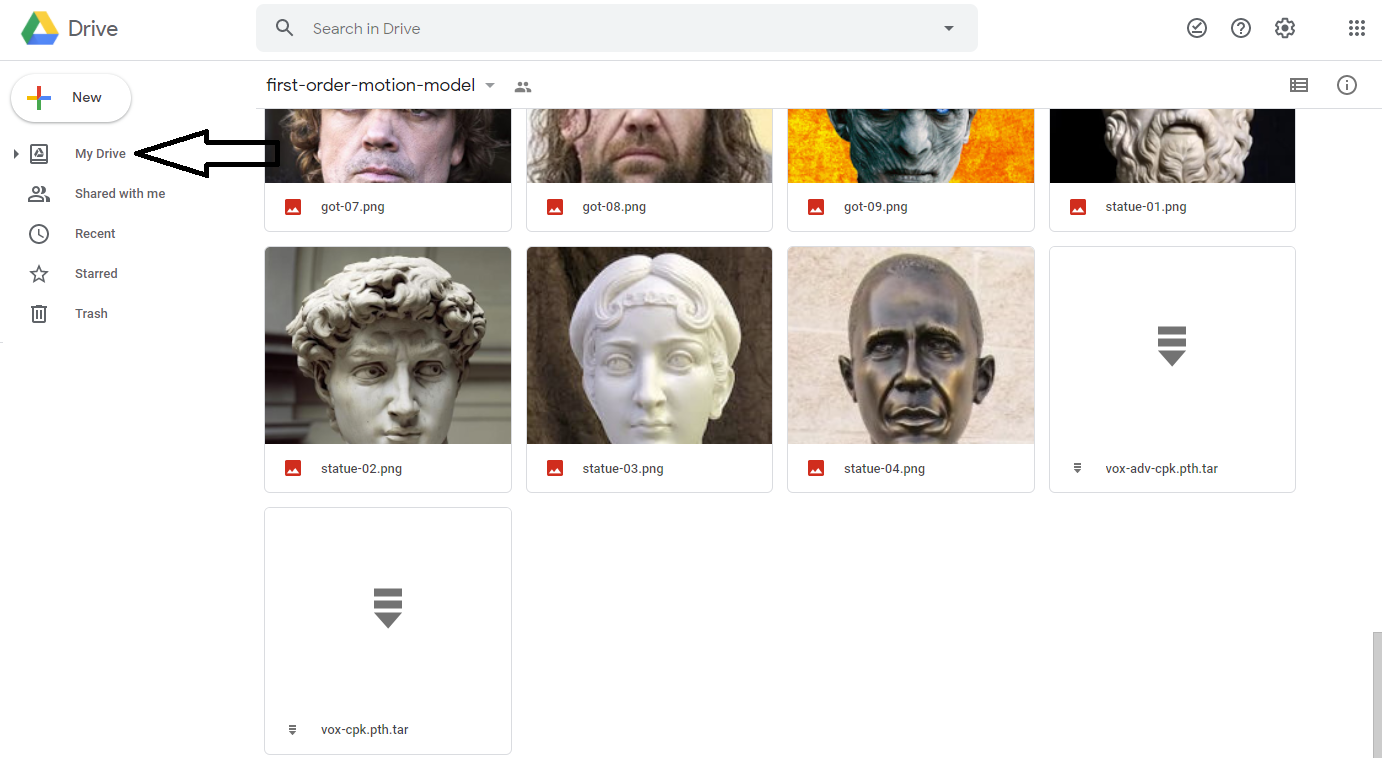 Drive
Search in Drive
New
first-order-motion-model
My Drive
Shared with me
Recent
Starred
Trash
got-07.png
got-08.png
got-09.png
statue-01.png
statue-02.png
statue-03.png
statue-04.png
vox-adv-cpk.pth.tar
vox-cpk.pth.tar